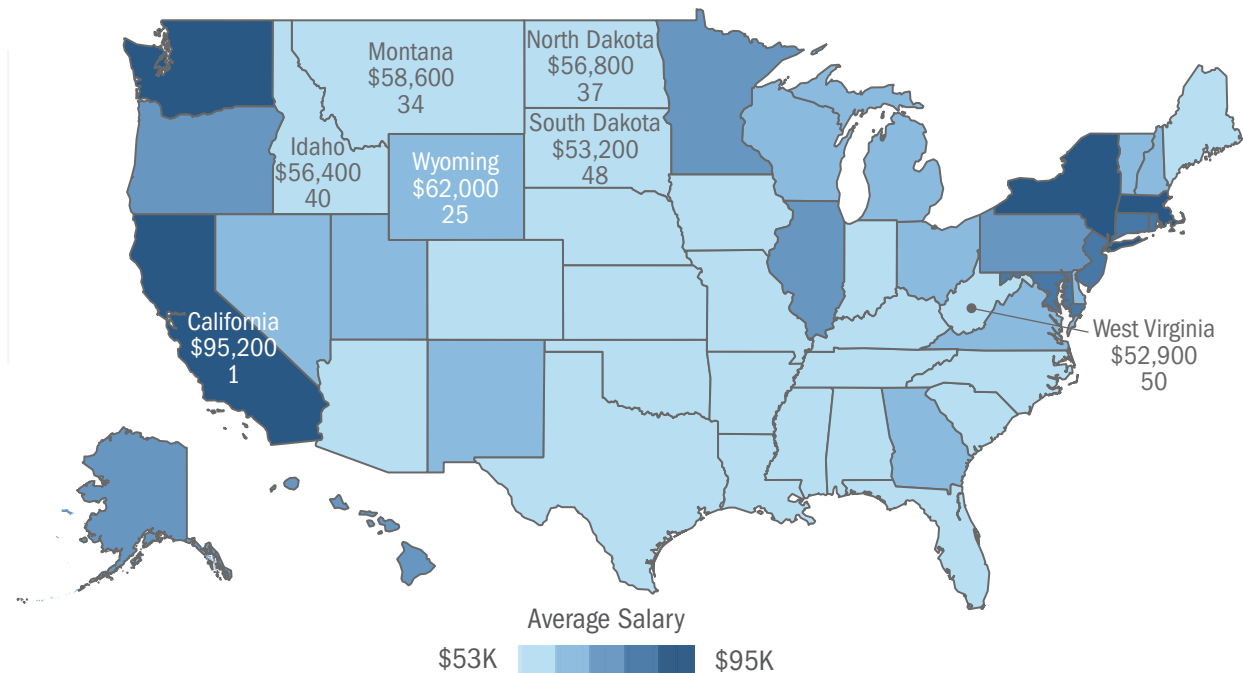 Montana
$58,600
34
North Dakota
$56,800
37
South Dakota
$53,200
48
Idaho
$56,400
40
Wyoming
$62,000
25
California
$95,200
1
West Virginia
$52,900
50
Average Salary
$53K
$95K